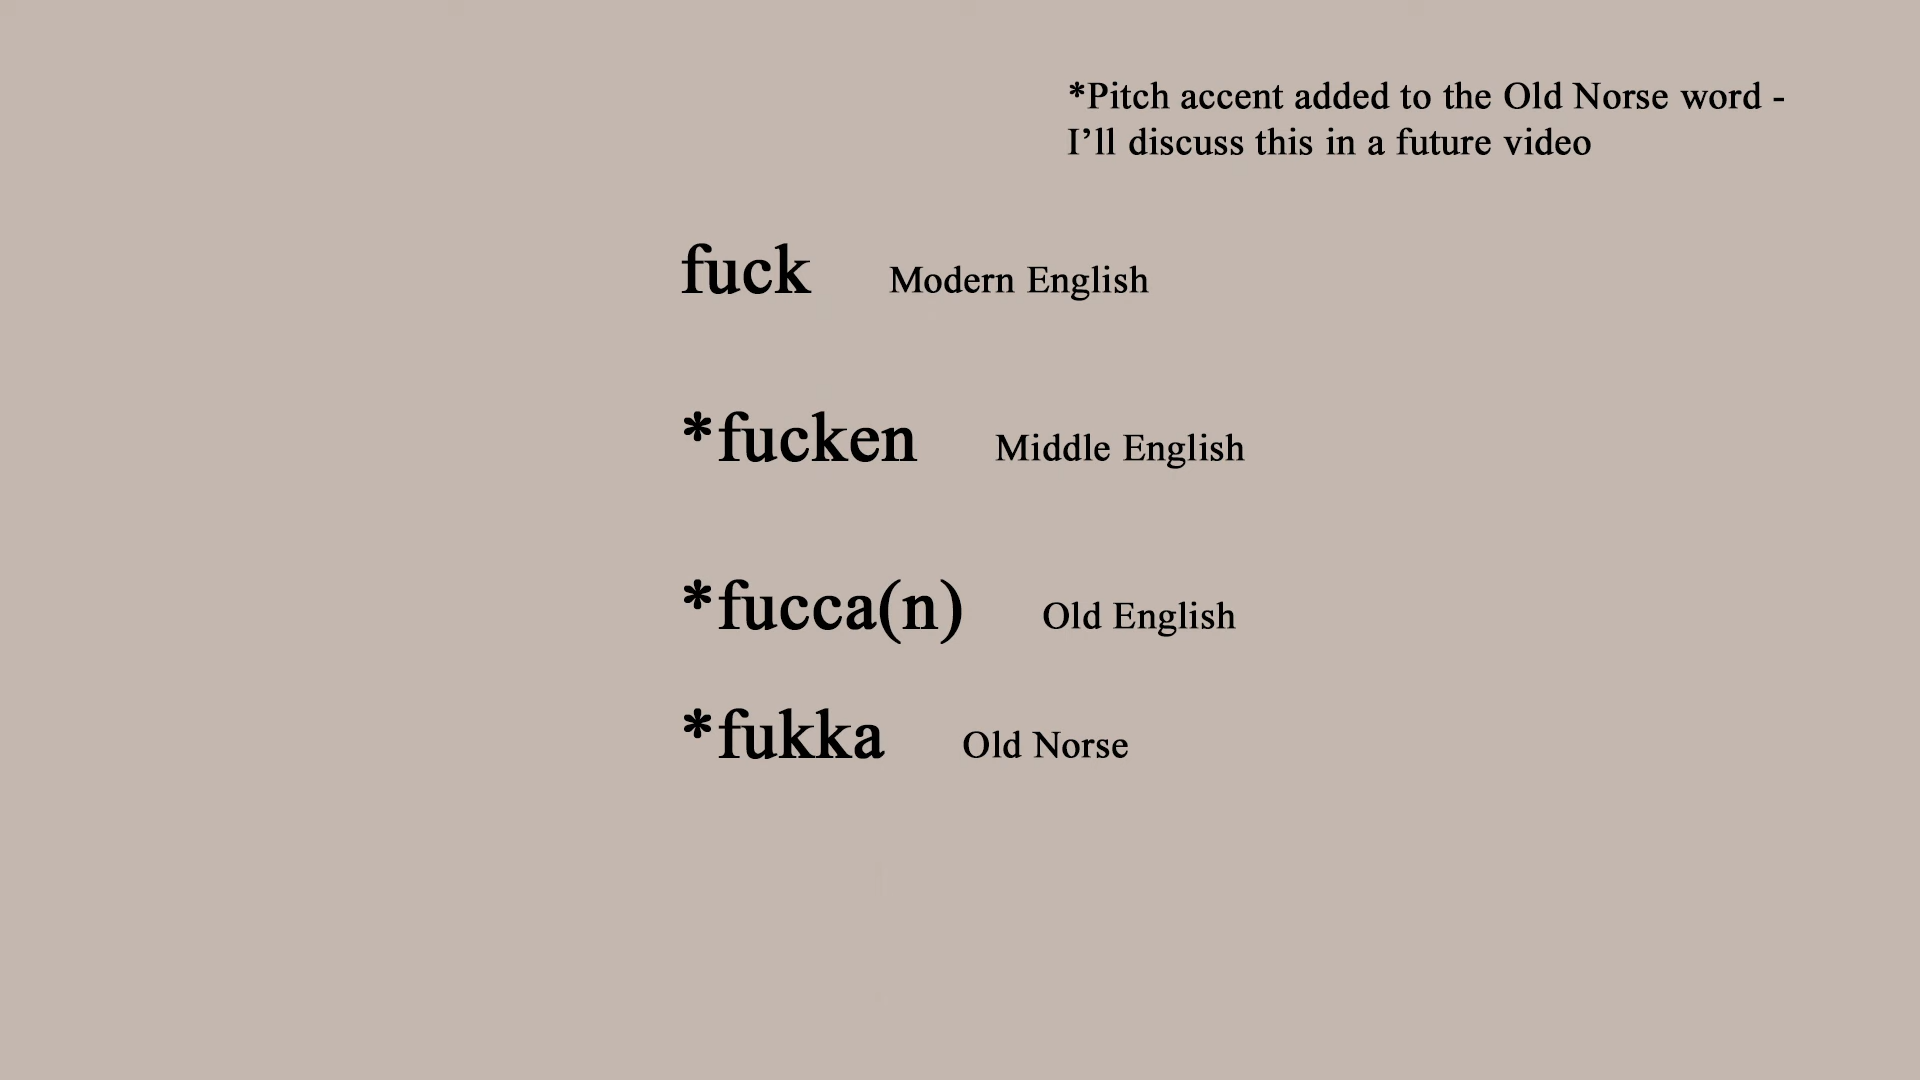 *Pitch accent added to the Old Norse word -
I’ll discuss this in a future video
fuck Modern English
*fucken Middle English
*fucca(n) Old English
*fukka Old Norse